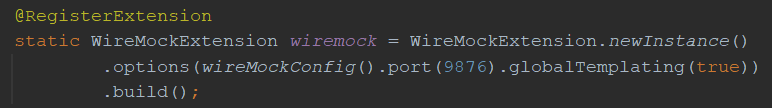 @RegisterExtension
static WireMockExtension wiremock = WireMockExtension.newInstance()
.options(wireMockConfig().port(9876).globalTemplating(true))
.build();